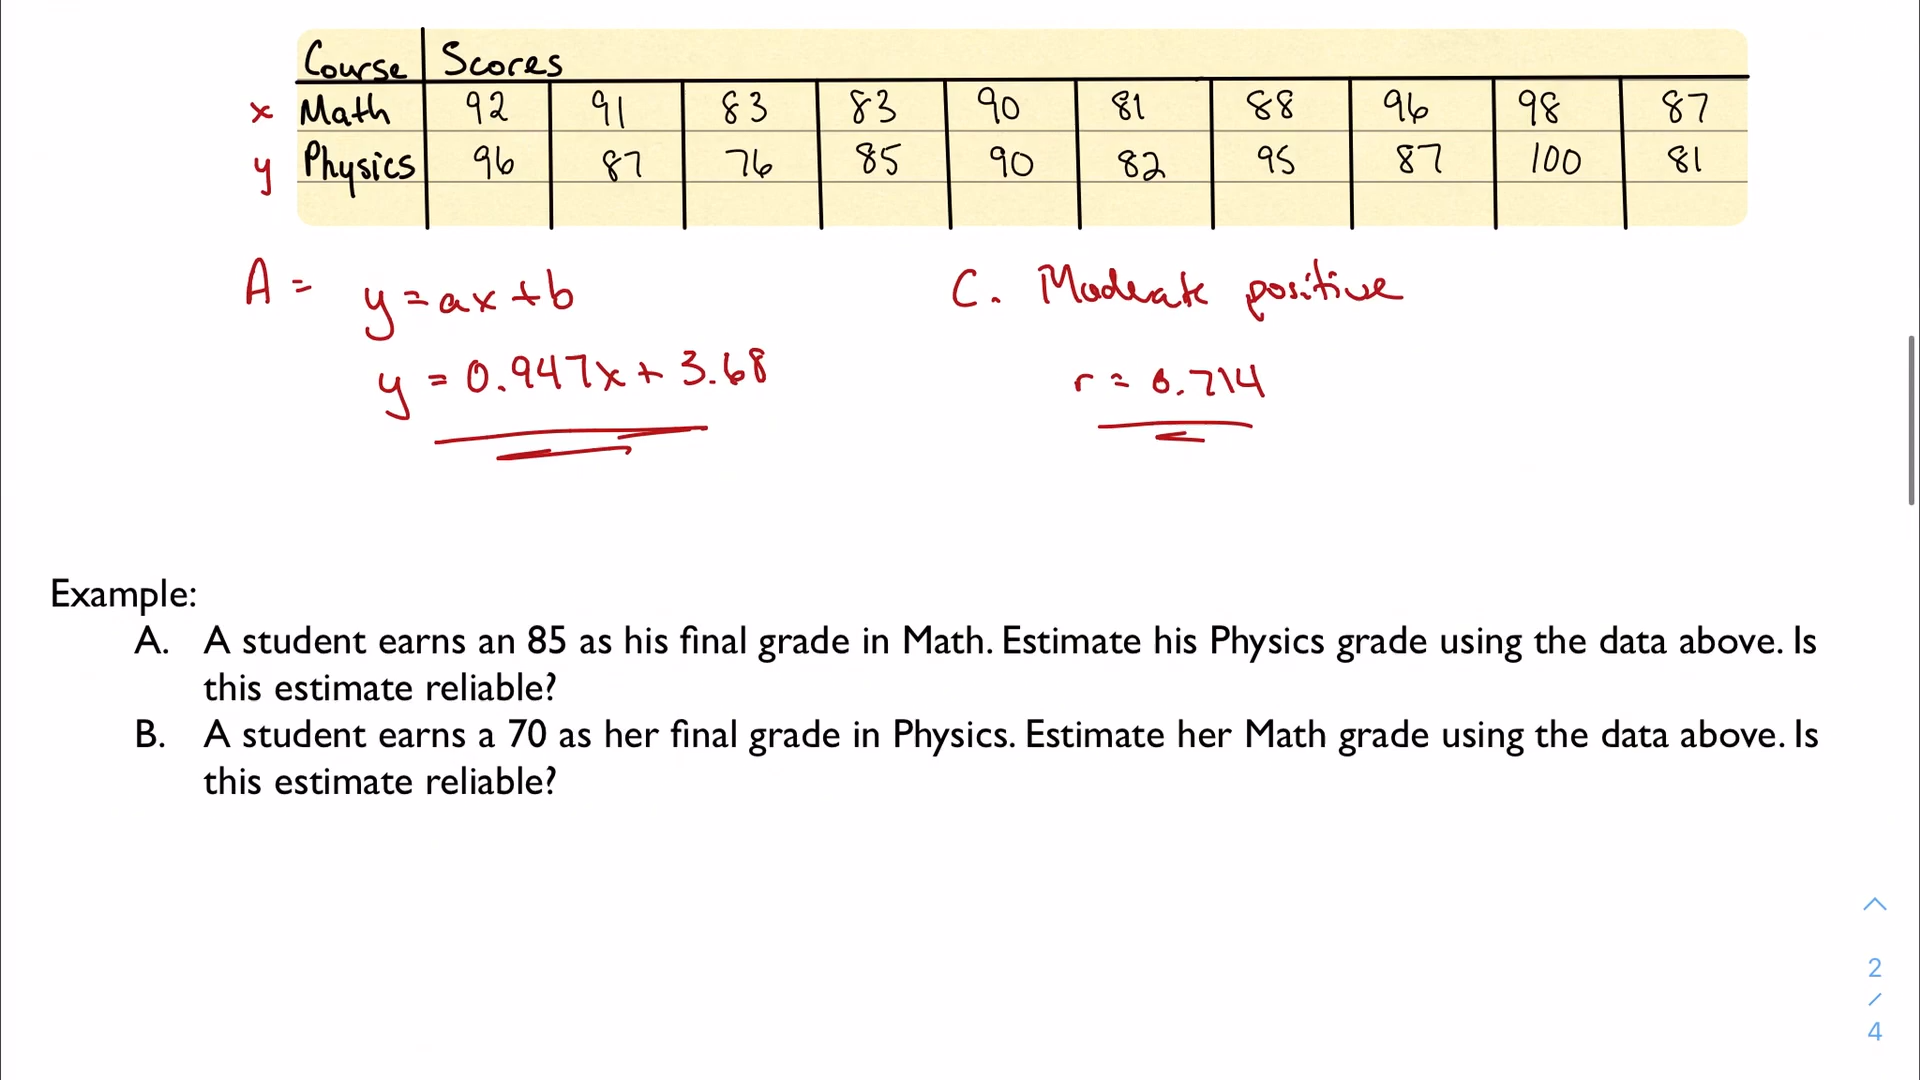 Course Scores
x Math 92 91 83 83 90 81 88 96 98 87
y Physics 96 87 76 85 90 82 95 87 100 81
A = y = ax + b
y = 0.947x + 3.68
C. Moderate positive
r = 0.714
Example:
A. A student earns an 85 as his final grade in Math. Estimate his Physics grade using the data above. Is
this estimate reliable?
B. A student earns a 70 as her final grade in Physics. Estimate her Math grade using the data above. Is
this estimate reliable?
2
/
4